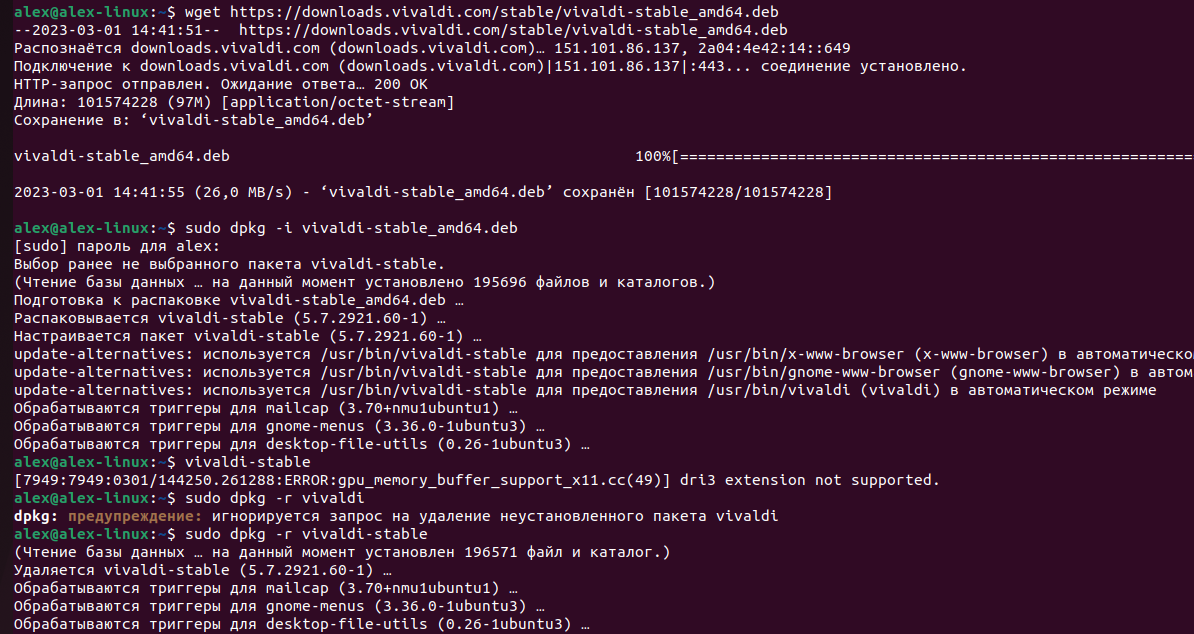 alex@alex-linux:~$ wget https://downloads.vivaldi.com/stable/vivaldi-stable_amd64.deb
--2023-03-01 14:41:51--  https://downloads.vivaldi.com/stable/vivaldi-stable_amd64.deb
Распознаётся downloads.vivaldi.com (downloads.vivaldi.com)… 151.101.86.137, 2a04:4e42:14::649
Подключение к downloads.vivaldi.com (downloads.vivaldi.com)|151.101.86.137|:443... соединение установлено.
HTTP-запрос отправлен. Ожидание ответа… 200 OK
Длина: 101574228 (97M) [application/octet-stream]
Сохранение в: ‘vivaldi-stable_amd64.deb’
vivaldi-stable_amd64.deb 100%[=========================================================
2023-03-01 14:41:55 (26,0 MB/s) - ‘vivaldi-stable_amd64.deb’ сохранён [101574228/101574228]
alex@alex-linux:~$ sudo dpkg -i vivaldi-stable_amd64.deb
[sudo] пароль для alex:
Выбор ранее не выбранного пакета vivaldi-stable.
(Чтение базы данных … на данный момент установлено 195696 файлов и каталогов.)
Подготовка к распаковке vivaldi-stable_amd64.deb …
Распаковывается vivaldi-stable (5.7.2921.60-1) …
Настраивается пакет vivaldi-stable (5.7.2921.60-1) …
update-alternatives: используется /usr/bin/vivaldi-stable для предоставления /usr/bin/x-www-browser (x-www-browser) в автоматическо
update-alternatives: используется /usr/bin/vivaldi-stable для предоставления /usr/bin/gnome-www-browser (gnome-www-browser) в автом
update-alternatives: используется /usr/bin/vivaldi-stable для предоставления /usr/bin/vivaldi (vivaldi) в автоматическом режиме
Обрабатываются триггеры для mailcap (3.70+nmu1ubuntu1) …
Обрабатываются триггеры для gnome-menus (3.36.0-1ubuntu3) …
Обрабатываются триггеры для desktop-file-utils (0.26-1ubuntu3) …
alex@alex-linux:~$ vivaldi-stable
[7949:7949:0301/144250.261288:ERROR:gpu_memory_buffer_support_x11.cc(49)] dri3 extension not supported.
alex@alex-linux:~$ sudo dpkg -r vivaldi
dpkg: предупреждение: игнорируется запрос на удаление неустановленного пакета vivaldi
alex@alex-linux:~$ sudo dpkg -r vivaldi-stable
(Чтение базы данных … на данный момент установлен 196571 файл и каталог.)
Удаляется vivaldi-stable (5.7.2921.60-1) …
Обрабатываются триггеры для mailcap (3.70+nmu1ubuntu1) …
Обрабатываются триггеры для gnome-menus (3.36.0-1ubuntu3) …
Обрабатываются триггеры для desktop-file-utils (0.26-1ubuntu3) …